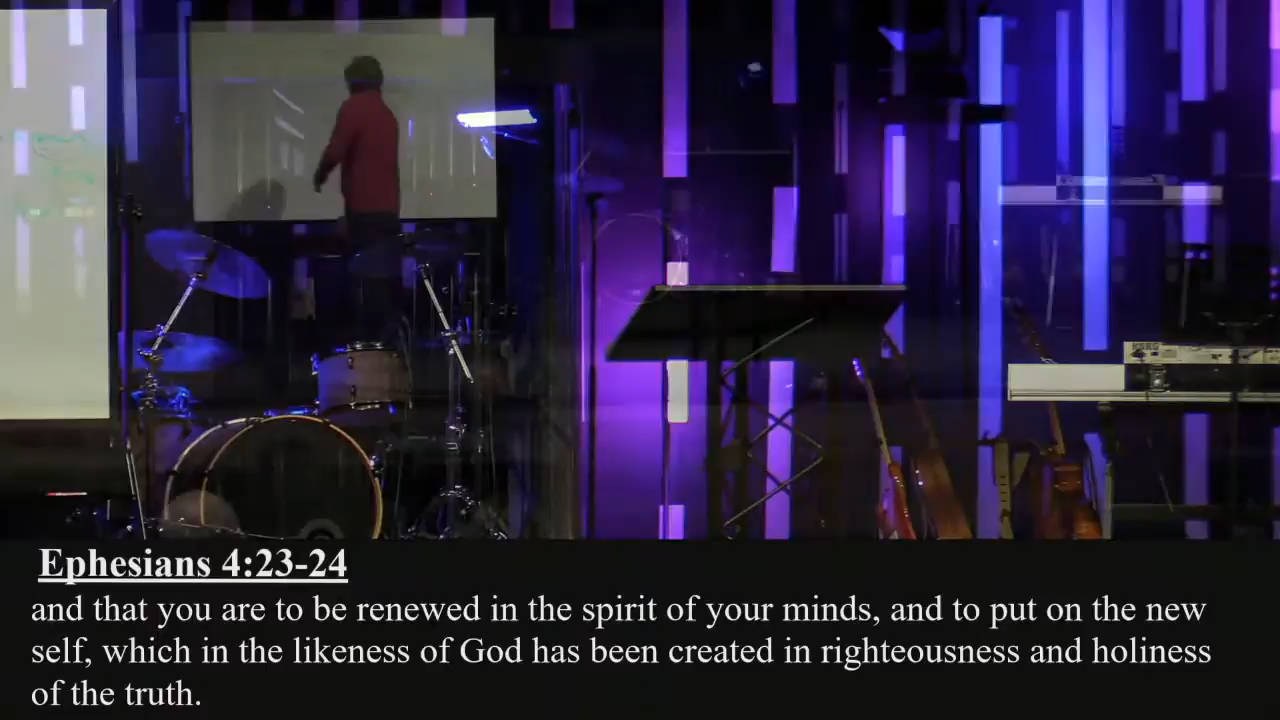 KORG
Ephesians 4:23-24
and that you are to be renewed in the spirit of your minds, and to put on the new
self, which in the likeness of God has been created in righteousness and holiness
of the truth.